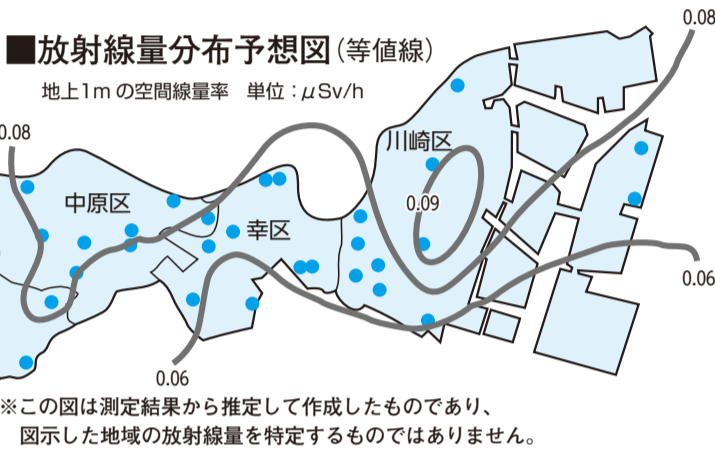 ■放射線量分布予想図(等値線)
地上1mの空間線量率　単位：μSv/h
0.08
0.08
川崎区
中原区
0.09
幸区
0.06
0.06
※この図は測定結果から推定して作成したものであり、
図示した地域の放射線量を特定するものではありません。